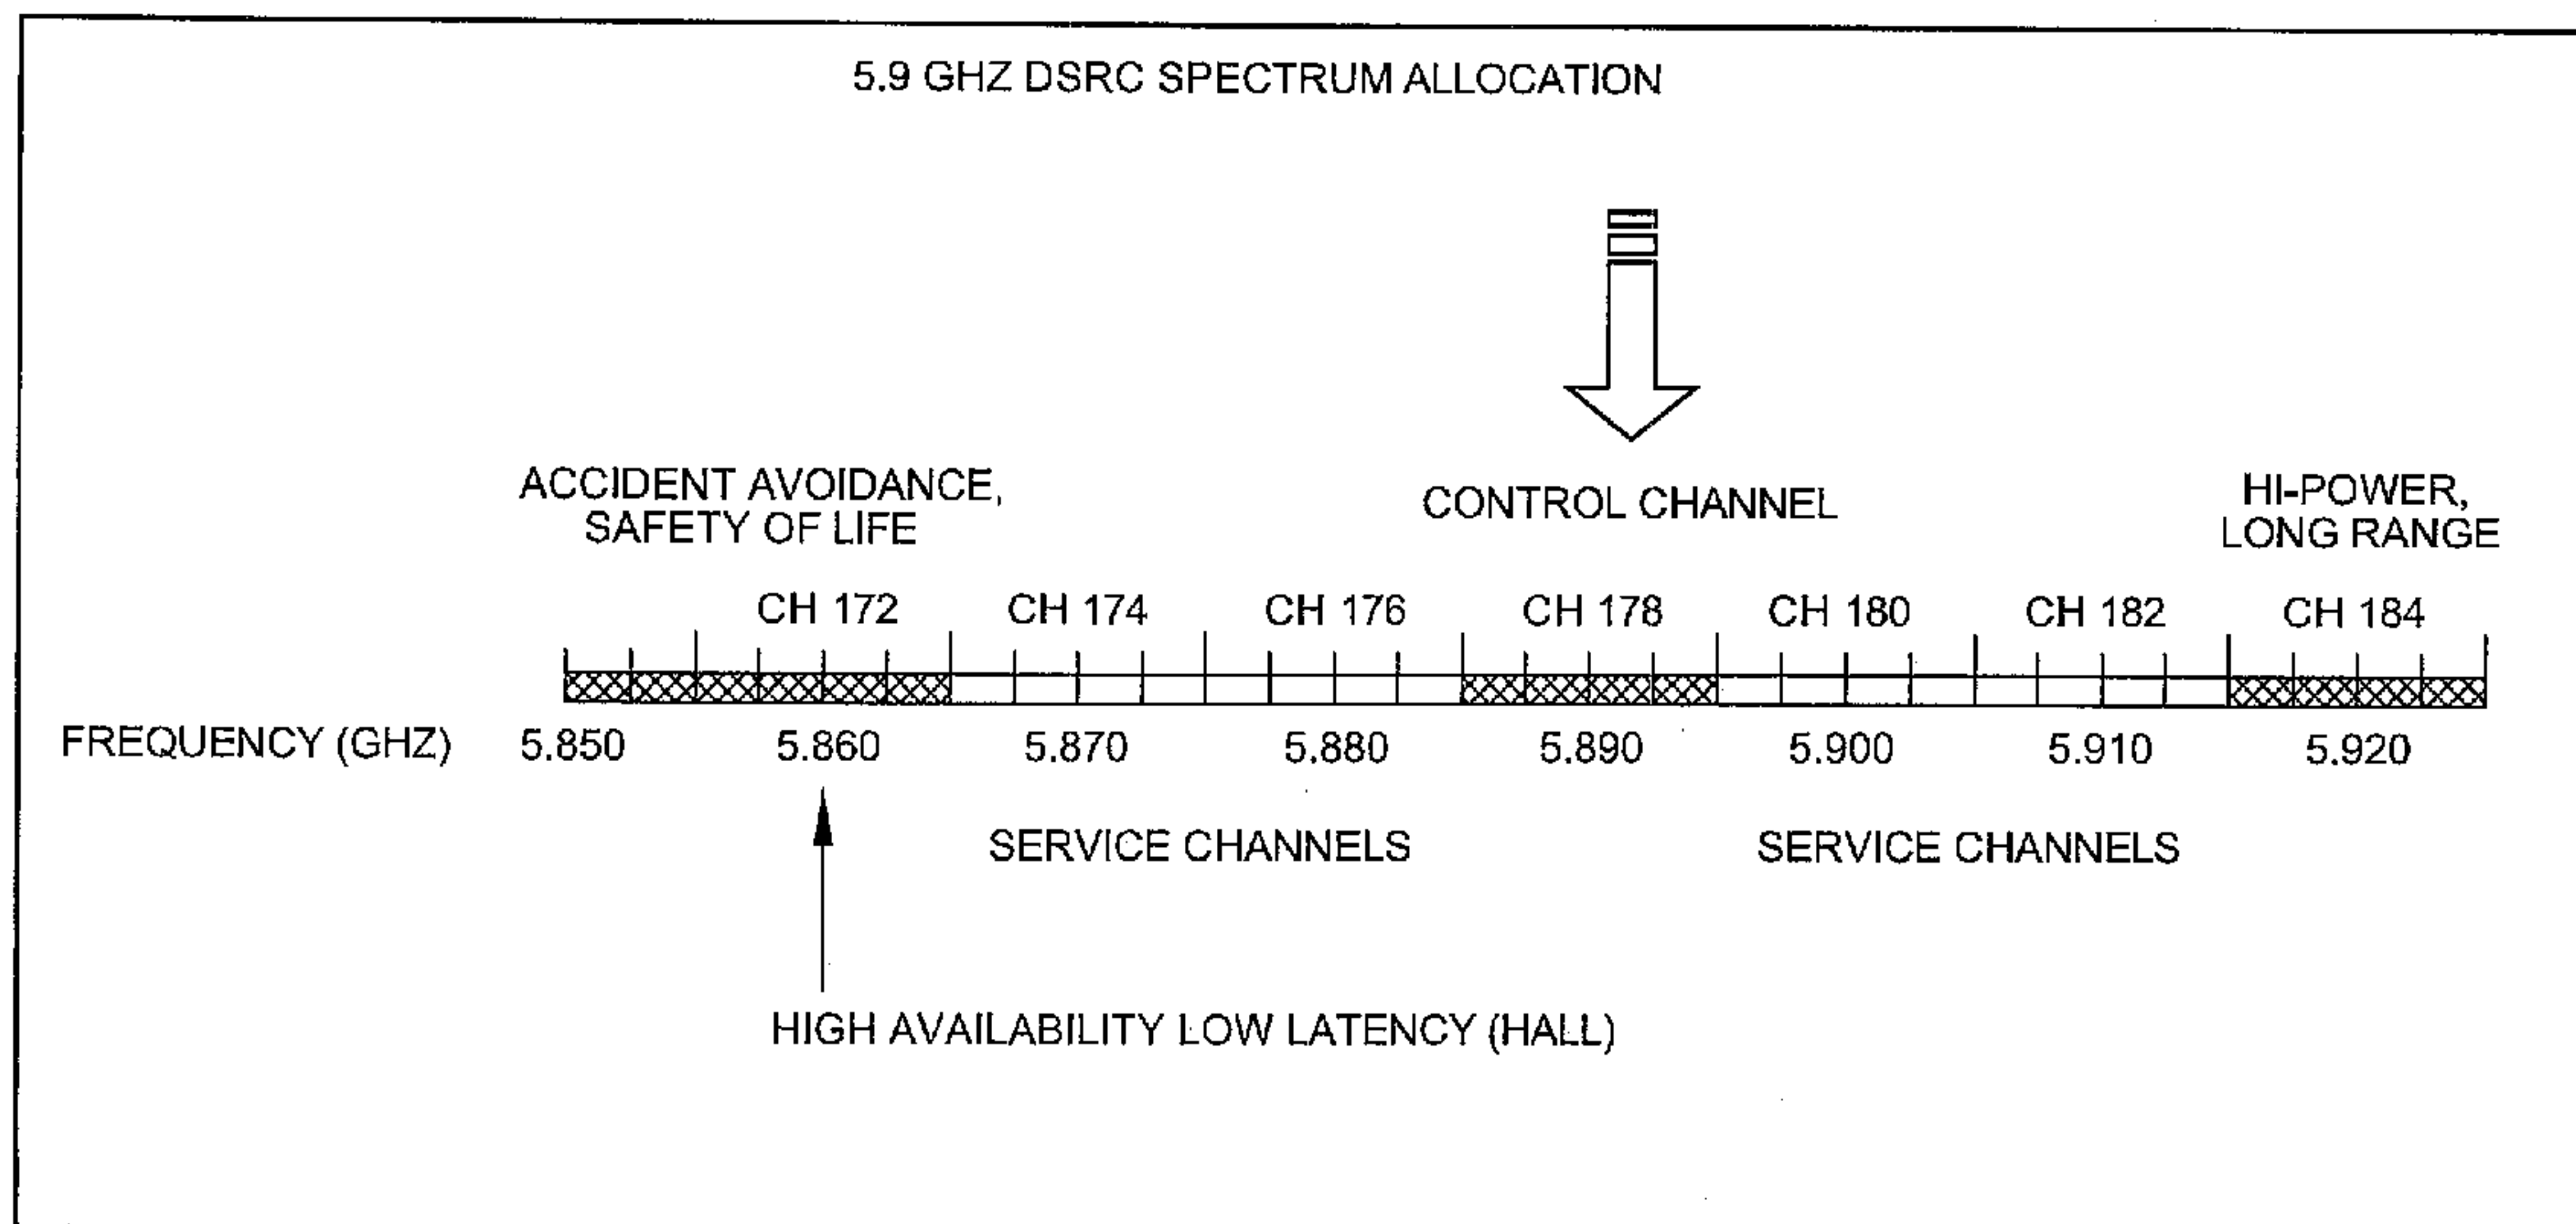 5.9 GHZ DSRC SPECTRUM ALLOCATION
ACCIDENT AVOIDANCE,
SAFETY OF LIFE
CONTROL CHANNEL
HI-POWER,
LONG RANGE
CH 172 CH 174 CH 176 CH 178 CH 180 CH 182 CH 184
FREQUENCY (GHZ) 5.850 5.860 5.870 5.880 5.890 5.900 5.910 5.920
SERVICE CHANNELS SERVICE CHANNELS
HIGH AVAILABILITY LOW LATENCY (HALL)